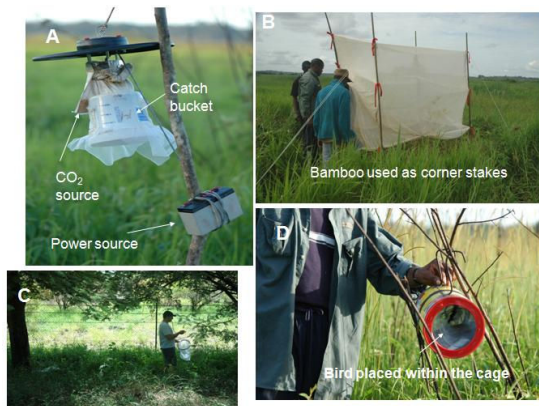 A
Catch
bucket
CO₂
source
Power source
B
Bamboo used as corner stakes
C
D
Bird placed within the cage